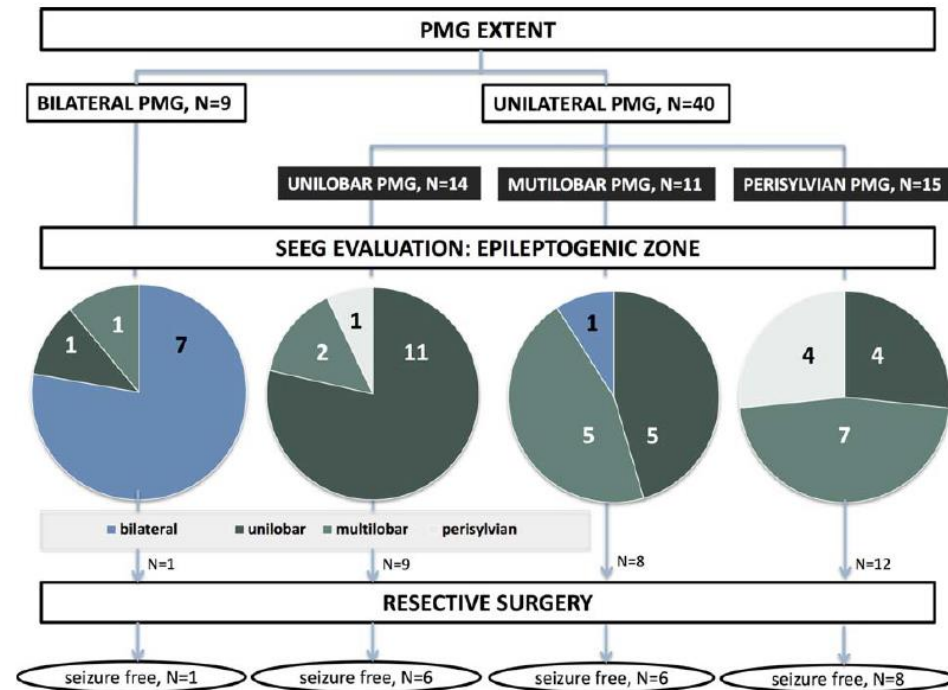 PMG EXTENT
BILATERAL PMG, N=9
UNILATERAL PMG, N=40
UNILOBAR PMG, N=14
MUTILOBAR PMG, N=11
PERISYLVIAN PMG, N=15
SEEG EVALUATION: EPILEPTOGENIC ZONE
1 1 7
2 1 11
1 5 5
4 4 7
bilateral unilobar multilobar perisylvian
N=1
N=9
N=8
N=12
RESECTIVE SURGERY
seizure free, N=1
seizure free, N=6
seizure free, N=6
seizure free, N=8